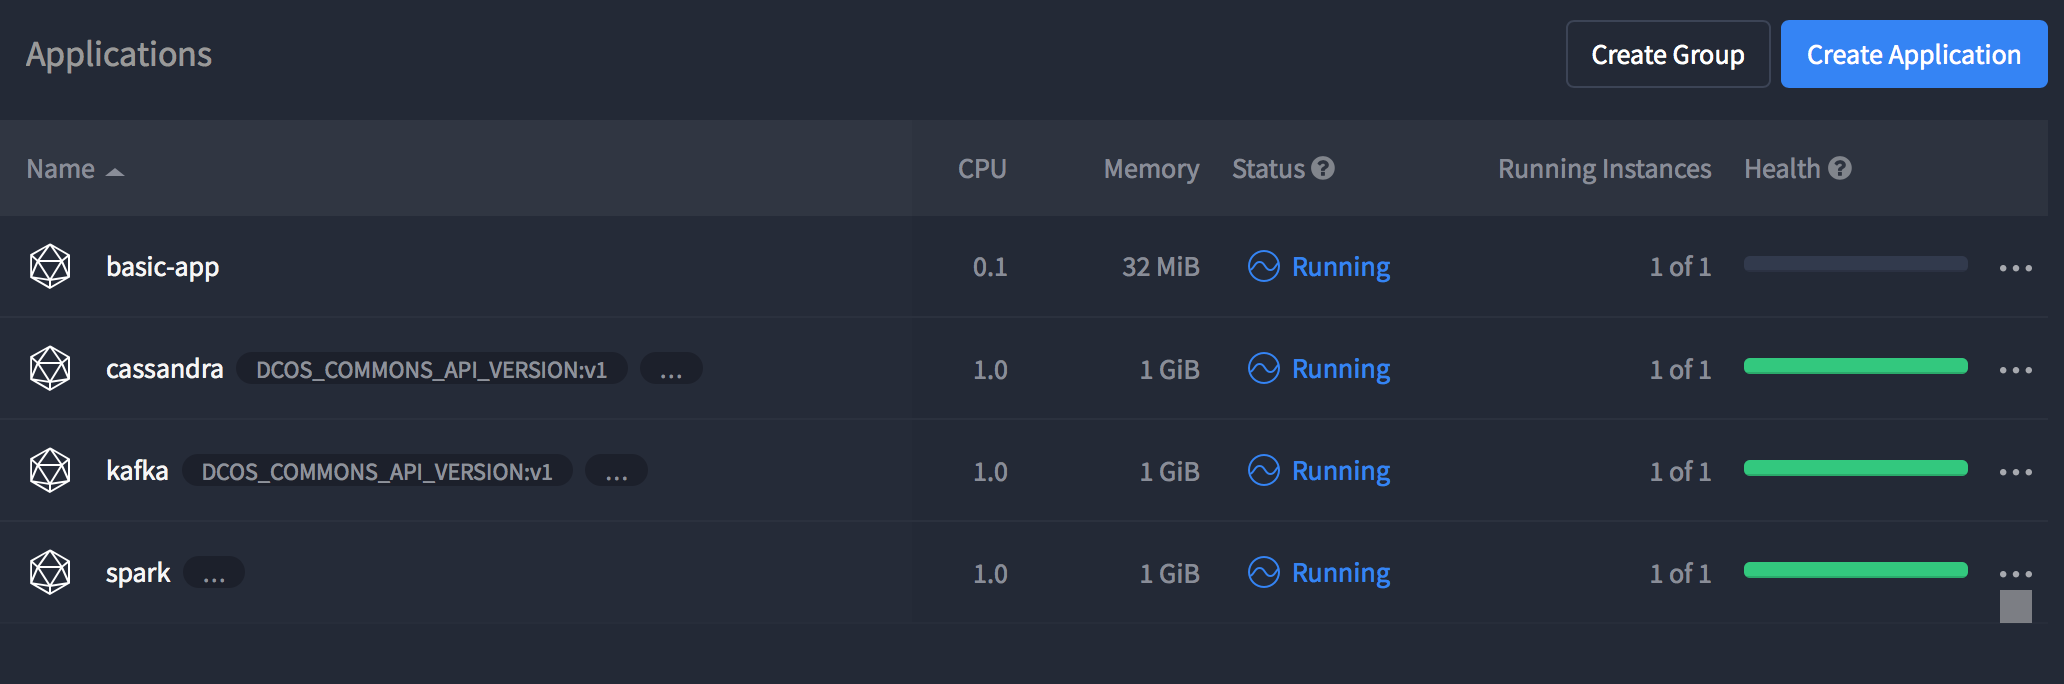 Applications Create Group Create Application
Name CPU Memory Status ? Running Instances Health ?
basic-app 0.1 32 MiB Running 1 of 1 ...
cassandra DCOS_COMMONS_API_VERSION:v1 ... 1.0 1 GiB Running 1 of 1 ...
kafka DCOS_COMMONS_API_VERSION:v1 ... 1.0 1 GiB Running 1 of 1 ...
spark ... 1.0 1 GiB Running 1 of 1 ...